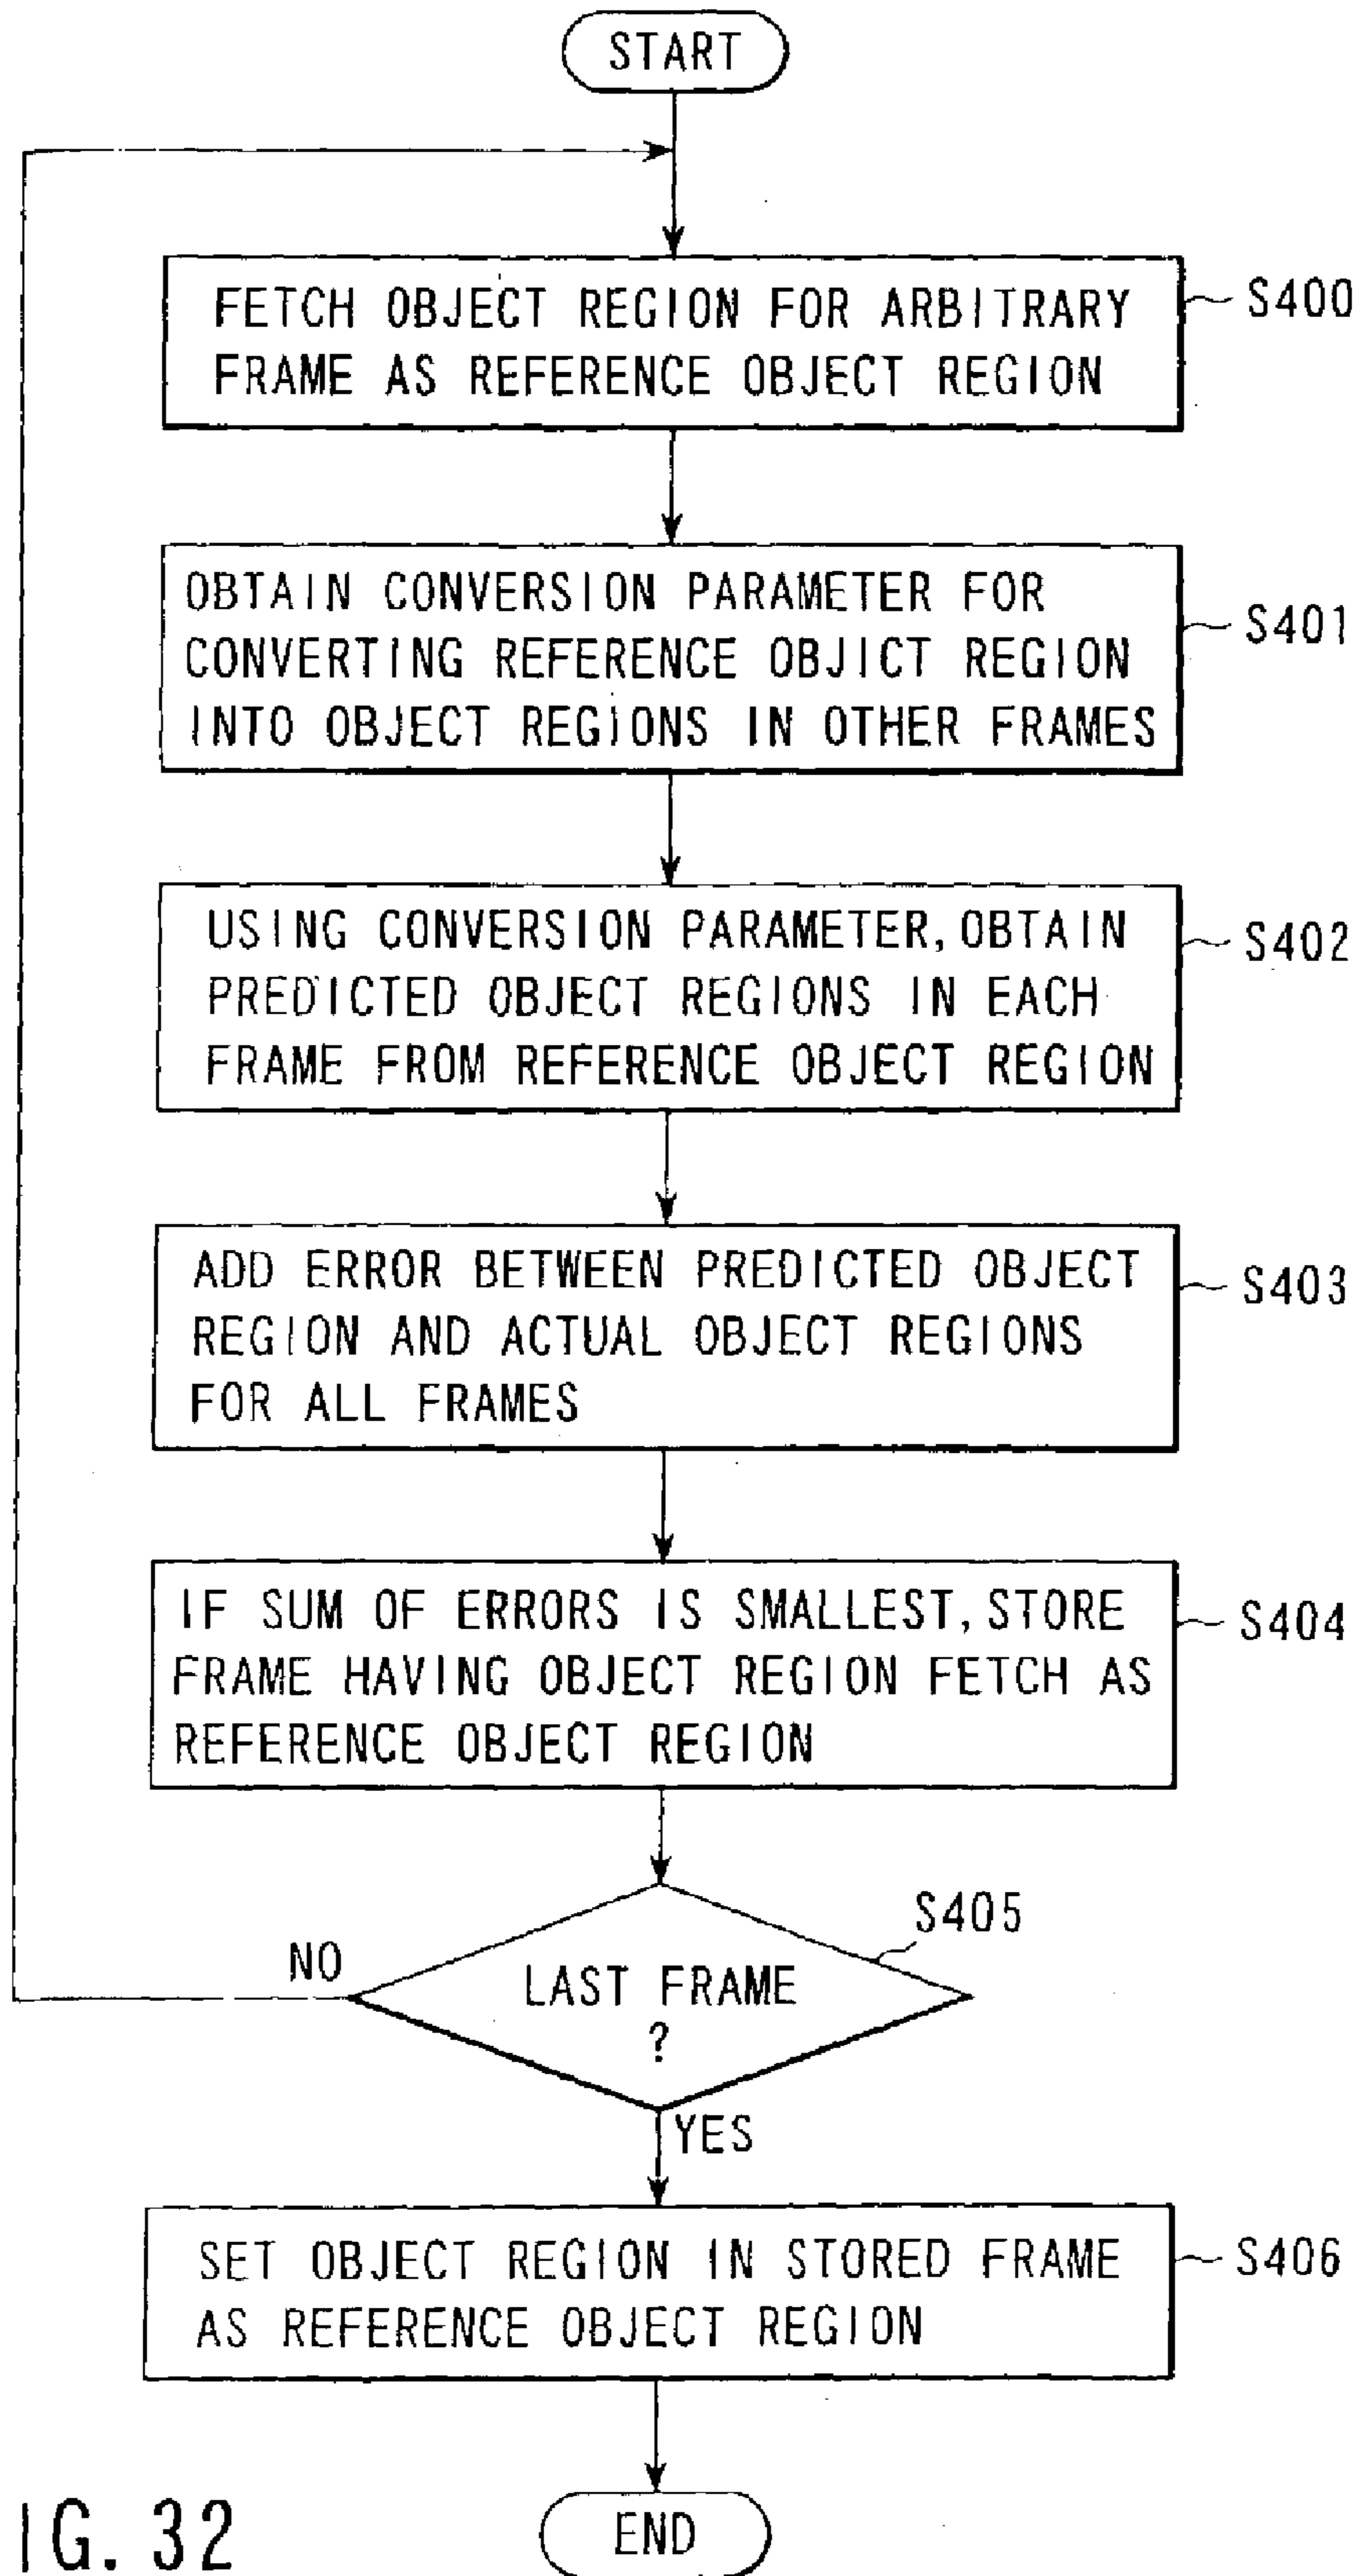 START
FETCH OBJECT REGION FOR ARBITRARY
FRAME AS REFERENCE OBJECT REGION
S400
OBTAIN CONVERSION PARAMETER FOR
CONVERTING REFERENCE OBJICT REGION
INTO OBJECT REGIONS IN OTHER FRAMES
S401
USING CONVERSION PARAMETER, OBTAIN
PREDICTED OBJECT REGIONS IN EACH
FRAME FROM REFERENCE OBJECT REGION
S402
ADD ERROR BETWEEN PREDICTED OBJECT
REGION AND ACTUAL OBJECT REGIONS
FOR ALL FRAMES
S403
IF SUM OF ERRORS IS SMALLEST, STORE
FRAME HAVING OBJECT REGION FETCH AS
REFERENCE OBJECT REGION
S404
S405
NO
LAST FRAME
?
YES
SET OBJECT REGION IN STORED FRAME
AS REFERENCE OBJECT REGION
S406
END
IG. 32